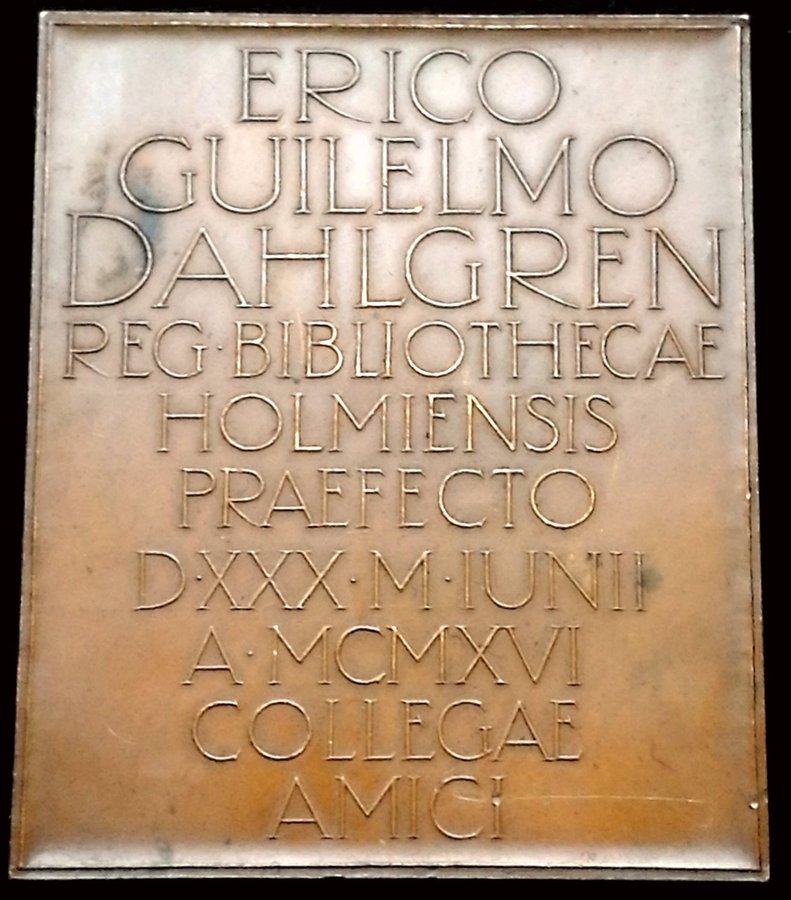 ERICO
GUILELMO
DAHLGREN
REG·BIBLIOTHECAE
HOLMIENSIS
PRAEFECTO
D·XXX·M·IUNII
A·MCMXVI
COLLEGAE
AMICI